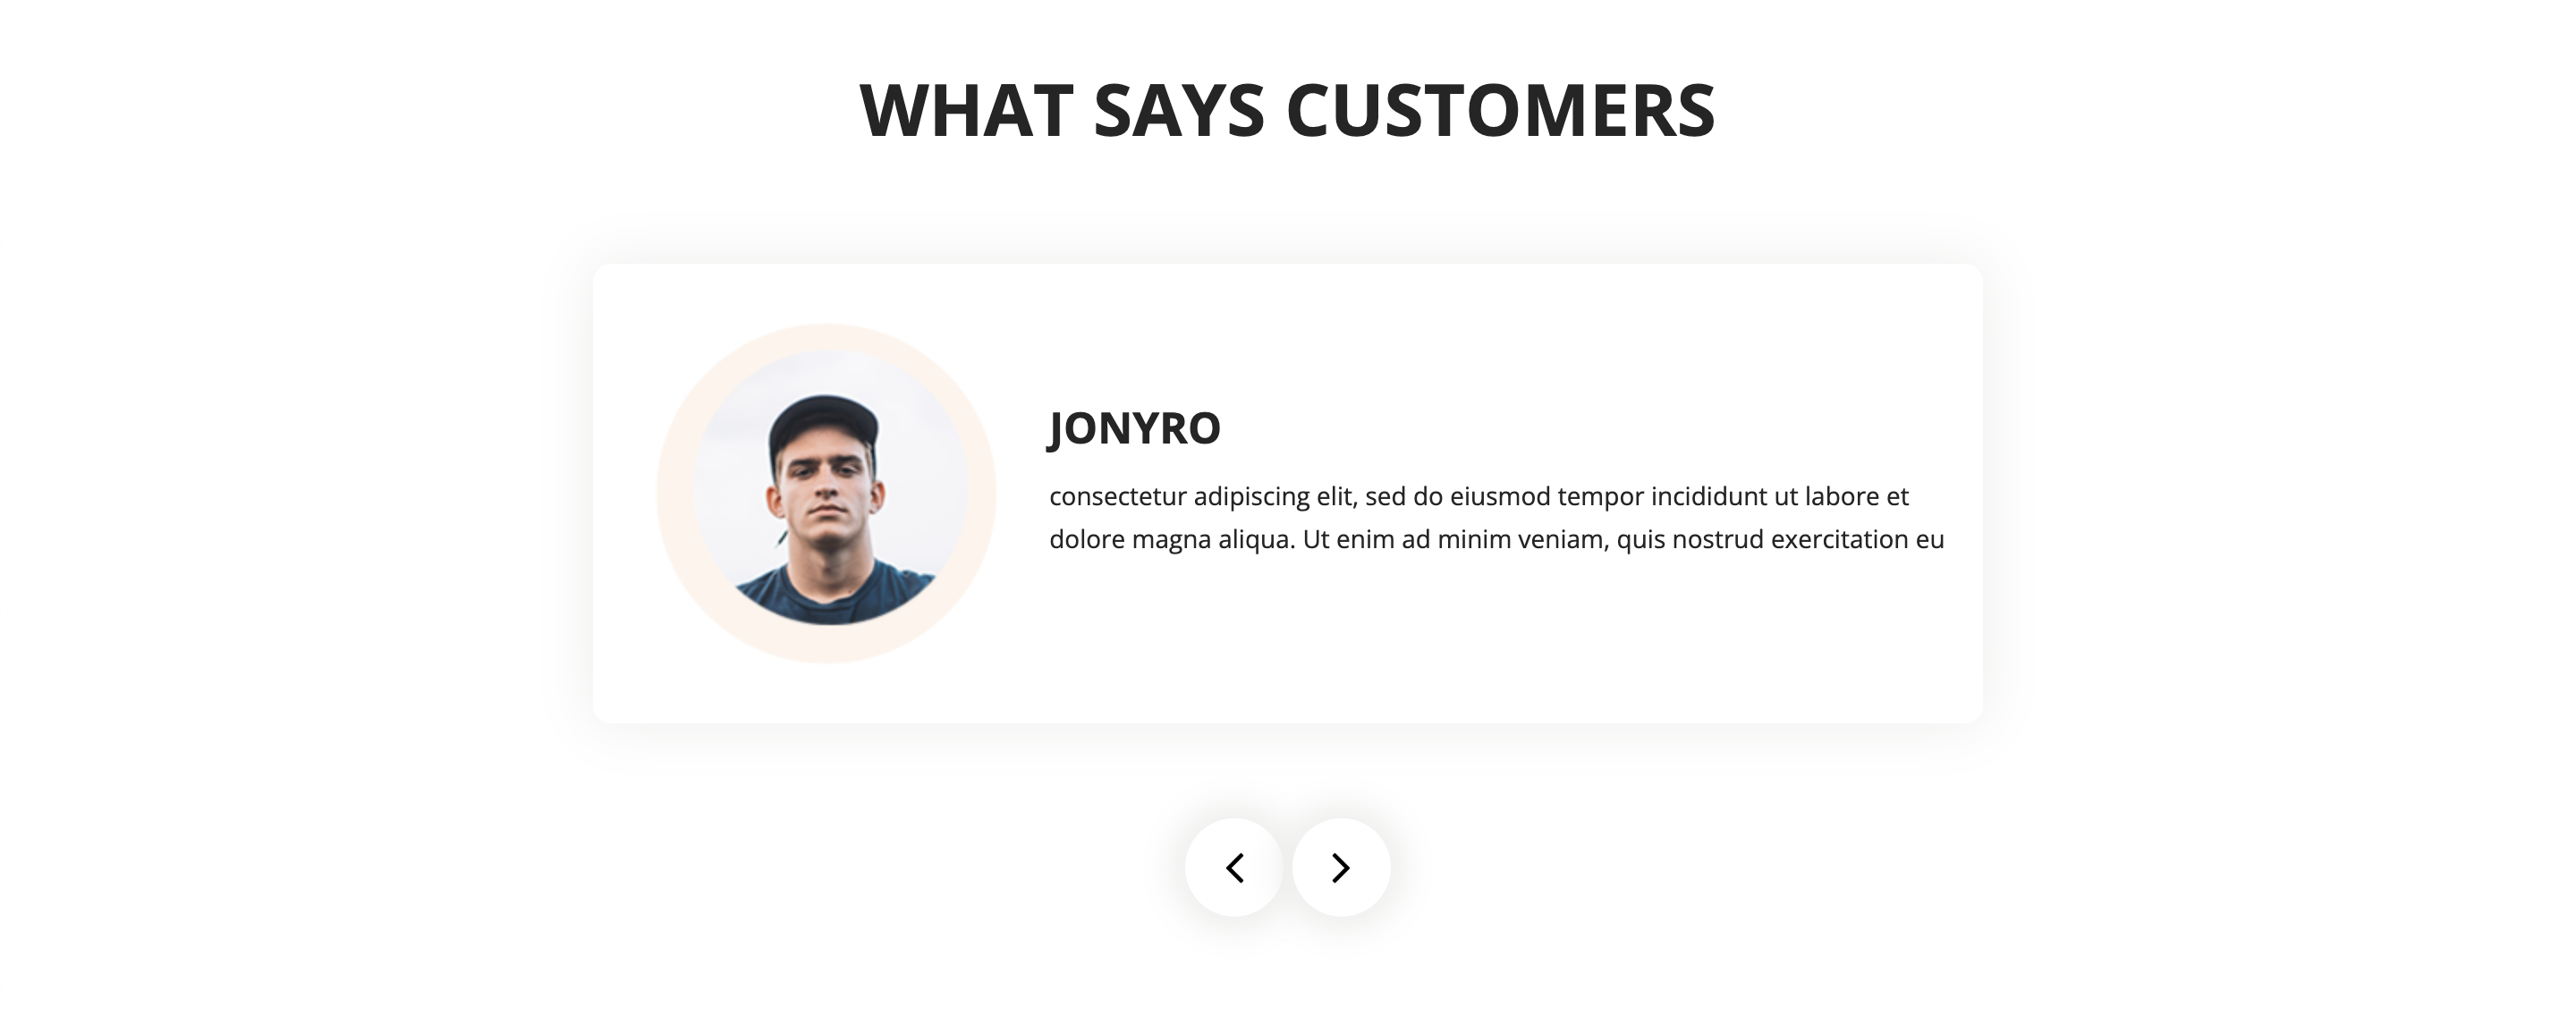 WHAT SAYS CUSTOMERS
JONYRO
consectetur adipiscing elit, sed do eiusmod tempor incididunt ut labore et
dolore magna aliqua. Ut enim ad minim veniam, quis nostrud exercitation eu